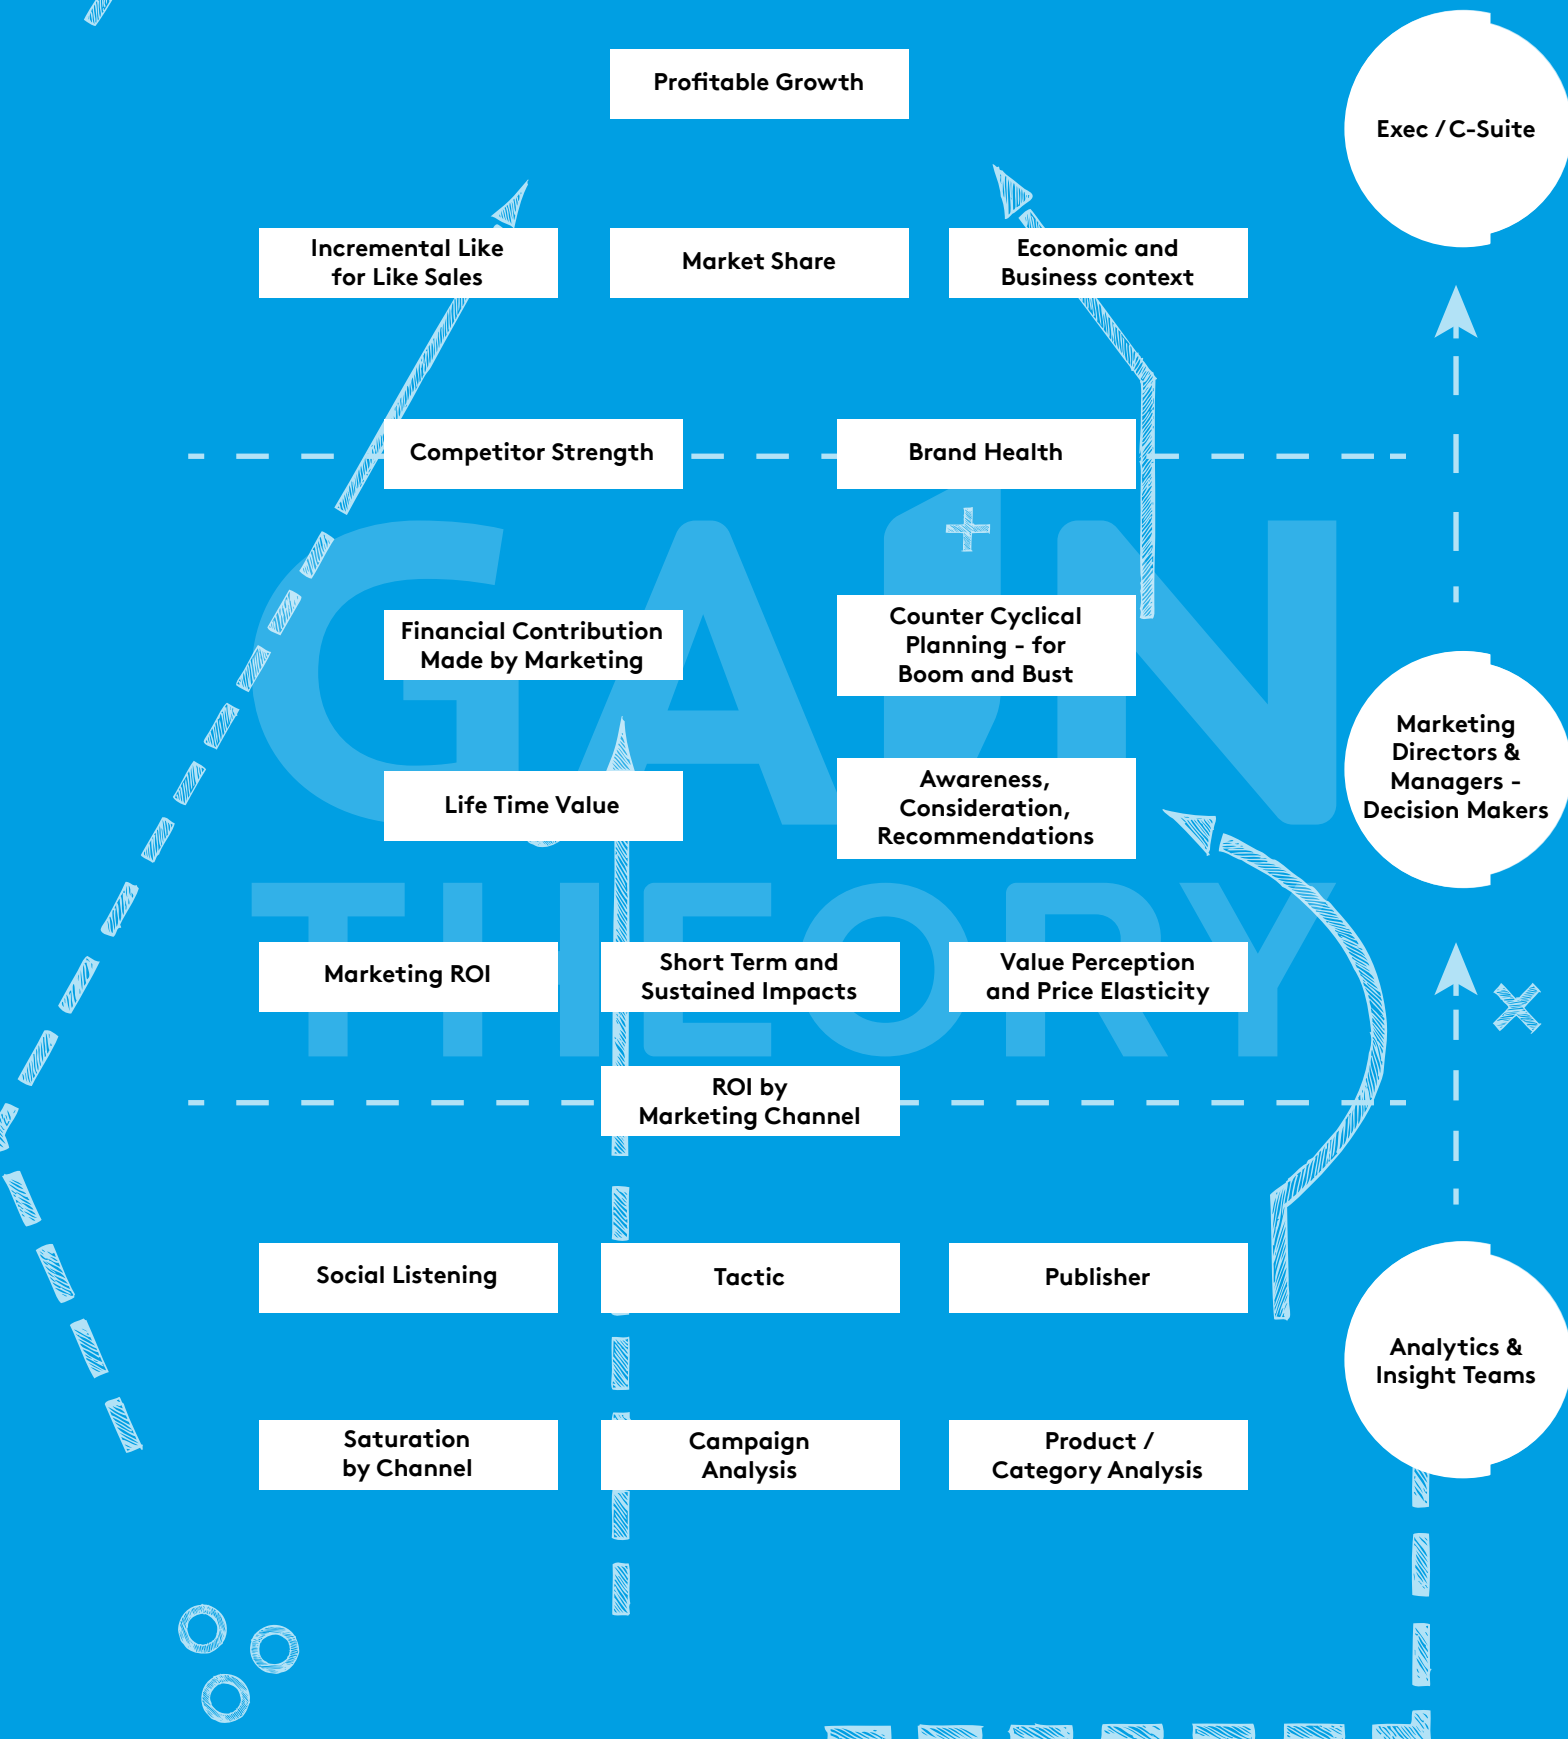 Profitable Growth
Exec / C-Suite
Incremental Like
for Like Sales
Market Share
Economic and
Business context
Competitor Strength
Brand Health
GAIN
THEORY
Financial Contribution
Made by Marketing
Counter Cyclical
Planning - for
Boom and Bust
Marketing
Directors &
Managers -
Decision Makers
Life Time Value
Awareness,
Consideration,
Recommendations
Marketing ROI
Short Term and
Sustained Impacts
Value Perception
and Price Elasticity
ROI by
Marketing Channel
Social Listening
Tactic
Publisher
Analytics &
Insight Teams
Saturation
by Channel
Campaign
Analysis
Product /
Category Analysis